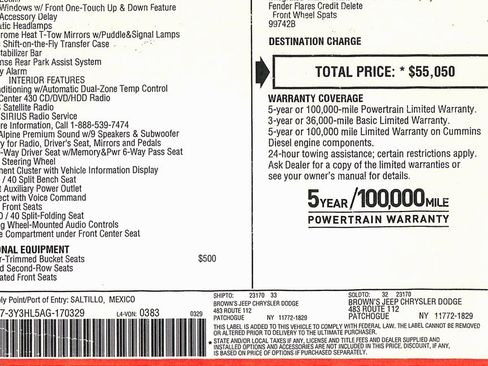 Windows w/ Front One-Touch Up & Down Feature
Accessory Delay
Headlamps
Chrome Heat T-Tow Mirrors w/Puddle&Signal Lamps
Shift-on-the-Fly Transfer Case
Stabilizer Bar
Rear Park Assist System
Alarm
INTERIOR FEATURES
Conditioning w/Automatic Dual-Zone Temp Control
Center 430 CD/DVD/HDD Radio
Satellite Radio
SIRIUS Radio Service
Information, Call 1-888-539-7474
Alpine Premium Sound w/9 Speakers & Subwoofer
for Radio, Driver's Seat, Mirrors and Pedals
-Way Driver Seat w/Memory&Pwr 6-Way Pass Seat
Steering Wheel
ment Cluster with Vehicle Information Display
/ 40 Split Bench Seat
Auxiliary Power Outlet
ect with Voice Command
Front Seats
/ 40 Split-Folding Seat
g Wheel-Mounted Audio Controls
e Compartment under Front Center Seat
ONAL EQUIPMENT
r-Trimmed Bucket Seats $500
d Second-Row Seats
ated Front Seats
ly Point/Port of Entry: SALTILLO, MEXICO
7-3Y3HL5AG-170329 L4-VON: 0383 0329
Fender Flares Credit Delete
Front Wheel Spats
99742B
DESTINATION CHARGE
TOTAL PRICE: * $55,050
WARRANTY COVERAGE
5-year or 100,000-mile Powertrain Limited Warranty.
3-year or 36,000-mile Basic Limited Warranty.
5-year or 100,000 mile Limited Warranty on Cummins
Diesel engine components.
24-hour towing assistance; certain restrictions apply.
Ask Dealer for a copy of the limited warranties or
see your owner's manual for details.
5 YEAR/100,000 MILE
POWERTRAIN WARRANTY
SHIPTO: 23170 33
BROWN'S JEEP CHRYSLER DODGE
483 ROUTE 112
PATCHOGUE NY 11772-1829
SOLDTO: 32 23170
BROWN'S JEEP CHRYSLER DODGE
483 ROUTE 112
PATCHOGUE NY 11772-1829
THIS LABEL IS ADDED TO THIS VEHICLE TO COMPLY WITH FEDERAL LAW. THE LABEL CANNOT BE REMOVED
OR ALTERED PRIOR TO DELIVERY TO THE ULTIMATE PURCHASER.
* STATE AND/OR LOCAL TAXES IF ANY, LICENSE AND TITLE FEES AND DEALER SUPPLIED AND
INSTALLED OPTIONS AND ACCESSORIES ARE NOT INCLUDED IN THIS PRICE. DISCOUNT, IF ANY,
IS BASED ON PRICE OF OPTIONS IF PURCHASED SEPARATELY.